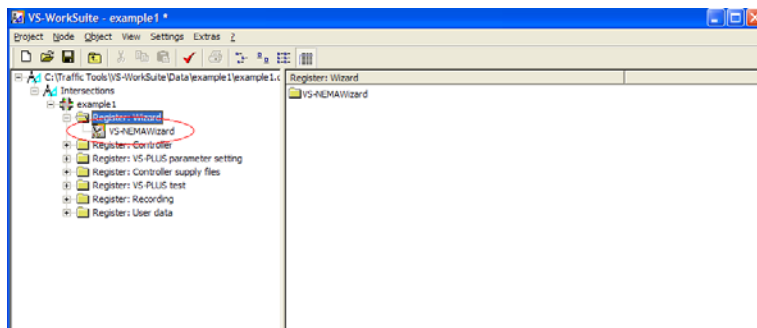 VS-WorkSuite - example1 *
Project Node Object View Settings Extras ?
C:\Traffic Tools\VS-WorkSuite\Data\example1\example1.c
Register: Wizard
Intersections
VS-NEMAWizard
example1
Register: Wizard
VS-NEMAWizard
Register: Controller
Register: VS-PLUS parameter setting
Register: Controller supply files
Register: VS-PLUS test
Register: Recording
Register: User data